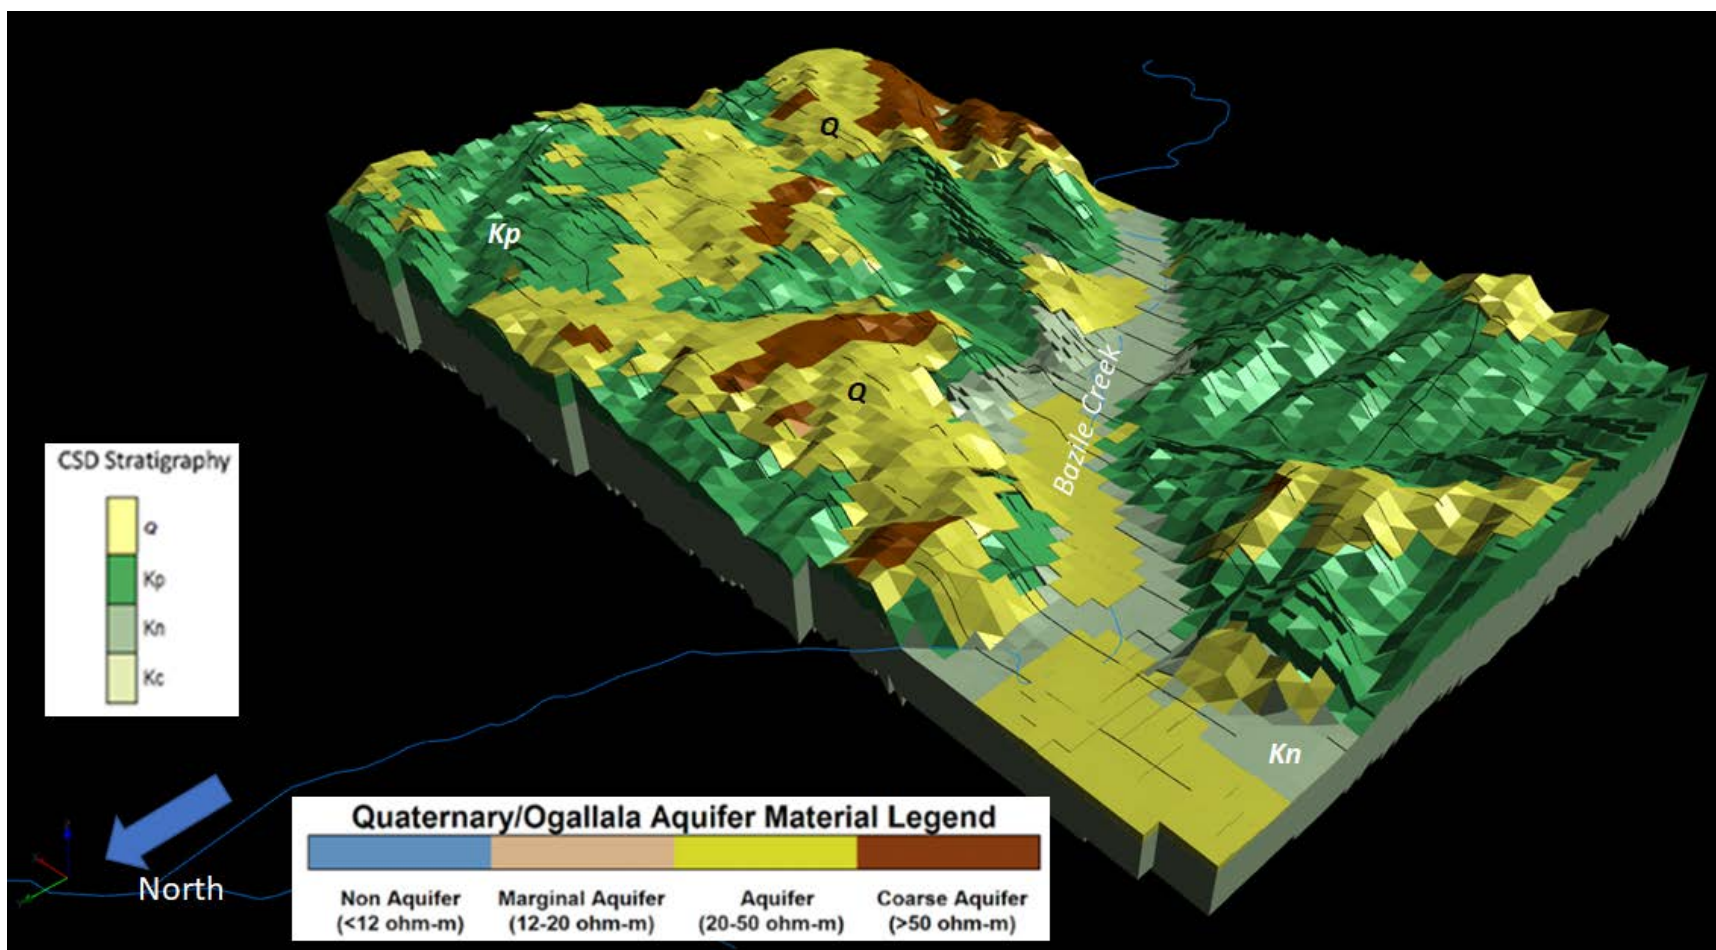 Q
Kp
Q
Bazile Creek
CSD Stratigraphy
Q
Kp
Kn
Kc
Kn
North
Quaternary/Ogallala Aquifer Material Legend
Non Aquifer
(<12 ohm-m)
Marginal Aquifer
(12-20 ohm-m)
Aquifer
(20-50 ohm-m)
Coarse Aquifer
(>50 ohm-m)